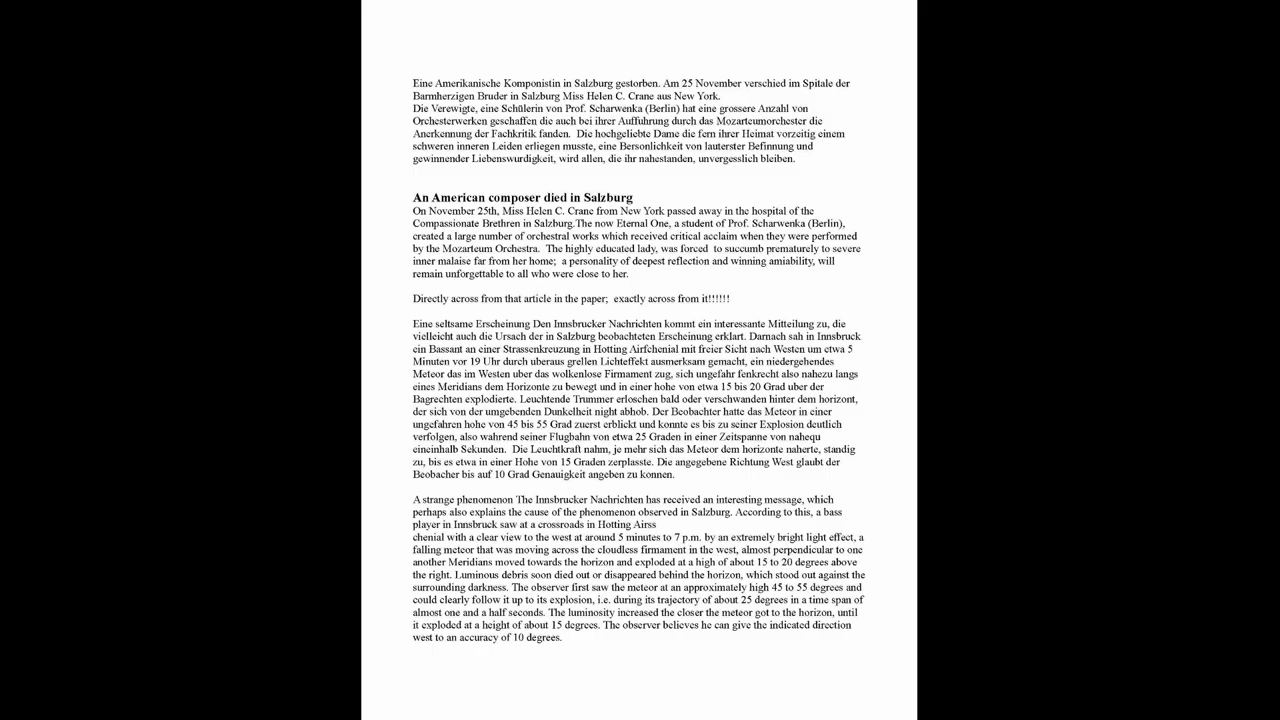 Eine Amerikanische Komponistin in Salzburg gestorben. Am 25 November verschied im Spitale der
Barmherzigen Bruder in Salzburg Miss Helen C. Crane aus New York.
Die Verewigte, eine Schülerin von Prof. Scharwenka (Berlin) hat eine grossere Anzahl von
Orchesterwerken geschaffen die auch bei ihrer Auffuhrung durch das Mozarteumorchester die
Anerkennung der Fachkritik fanden.  Die hochgeliebte Dame die fern ihrer Heimat vorzeitig einem
schweren inneren Leiden erliegen musste, eine Bersonlichkeit von lauterster Befinnung und
gewinnender Liebenswurdigkeit, wird allen, die ihr nahestanden, unvergesslich bleiben.
An American composer died in Salzburg
On November 25th, Miss Helen C. Crane from New York passed away in the hospital of the
Compassionate Brethren in Salzburg.The now Eternal One, a student of Prof. Scharwenka (Berlin),
created a large number of orchestral works which received critical acclaim when they were performed
by the Mozarteum Orchestra.  The highly educated lady, was forced  to succumb prematurely to severe
inner malaise far from her home;  a personality of deepest reflection and winning amiability, will
remain unforgettable to all who were close to her.
Directly across from that article in the paper;  exactly across from it!!!!!!
Eine seltsame Erscheinung Den Innsbrucker Nachrichten kommt ein interessante Mitteilung zu, die
vielleicht auch die Ursach der in Salzburg beobachteten Erscheinung erklart. Darnach sah in Innsbruck
ein Bassant an einer Strassenkreuzung in Hotting Airfchenial mit freier Sicht nach Westen um etwa 5
Minuten vor 19 Uhr durch uberaus grellen Lichteffekt ausmerksam gemacht, ein niedergehendes
Meteor das im Westen uber das wolkenlose Firmament zug, sich ungefahr fenkrecht also nahezu langs
eines Meridians dem Horizonte zu bewegt und in einer hohe von etwa 15 bis 20 Grad uber der
Bagrechten explodierte. Leuchtende Trummer erloschen bald oder verschwanden hinter dem horizont,
der sich von der umgebenden Dunkelheit night abhob. Der Beobachter hatte das Meteor in einer
ungefahren hohe von 45 bis 55 Grad zuerst erblickt und konnte es bis zu seiner Explosion deutlich
verfolgen, also wahrend seiner Flugbahn von etwa 25 Graden in einer Zeitspanne von nahequ
eineinhalb Sekunden.  Die Leuchtkraft nahm, je mehr sich das Meteor dem horizonte naherte, standig
zu, bis es etwa in einer Hohe von 15 Graden zerplasste. Die angegebene Richtung West glaubt der
Beobacher bis auf 10 Grad Genauigkeit angeben zu konnen.
A strange phenomenon The Innsbrucker Nachrichten has received an interesting message, which
perhaps also explains the cause of the phenomenon observed in Salzburg. According to this, a bass
player in Innsbruck saw at a crossroads in Hotting Airss
chenial with a clear view to the west at around 5 minutes to 7 p.m. by an extremely bright light effect, a
falling meteor that was moving across the cloudless firmament in the west, almost perpendicular to one
another Meridians moved towards the horizon and exploded at a high of about 15 to 20 degrees above
the right. Luminous debris soon died out or disappeared behind the horizon, which stood out against the
surrounding darkness. The observer first saw the meteor at an approximately high 45 to 55 degrees and
could clearly follow it up to its explosion, i.e. during its trajectory of about 25 degrees in a time span of
almost one and a half seconds. The luminosity increased the closer the meteor got to the horizon, until
it exploded at a height of about 15 degrees. The observer believes he can give the indicated direction
west to an accuracy of 10 degrees.